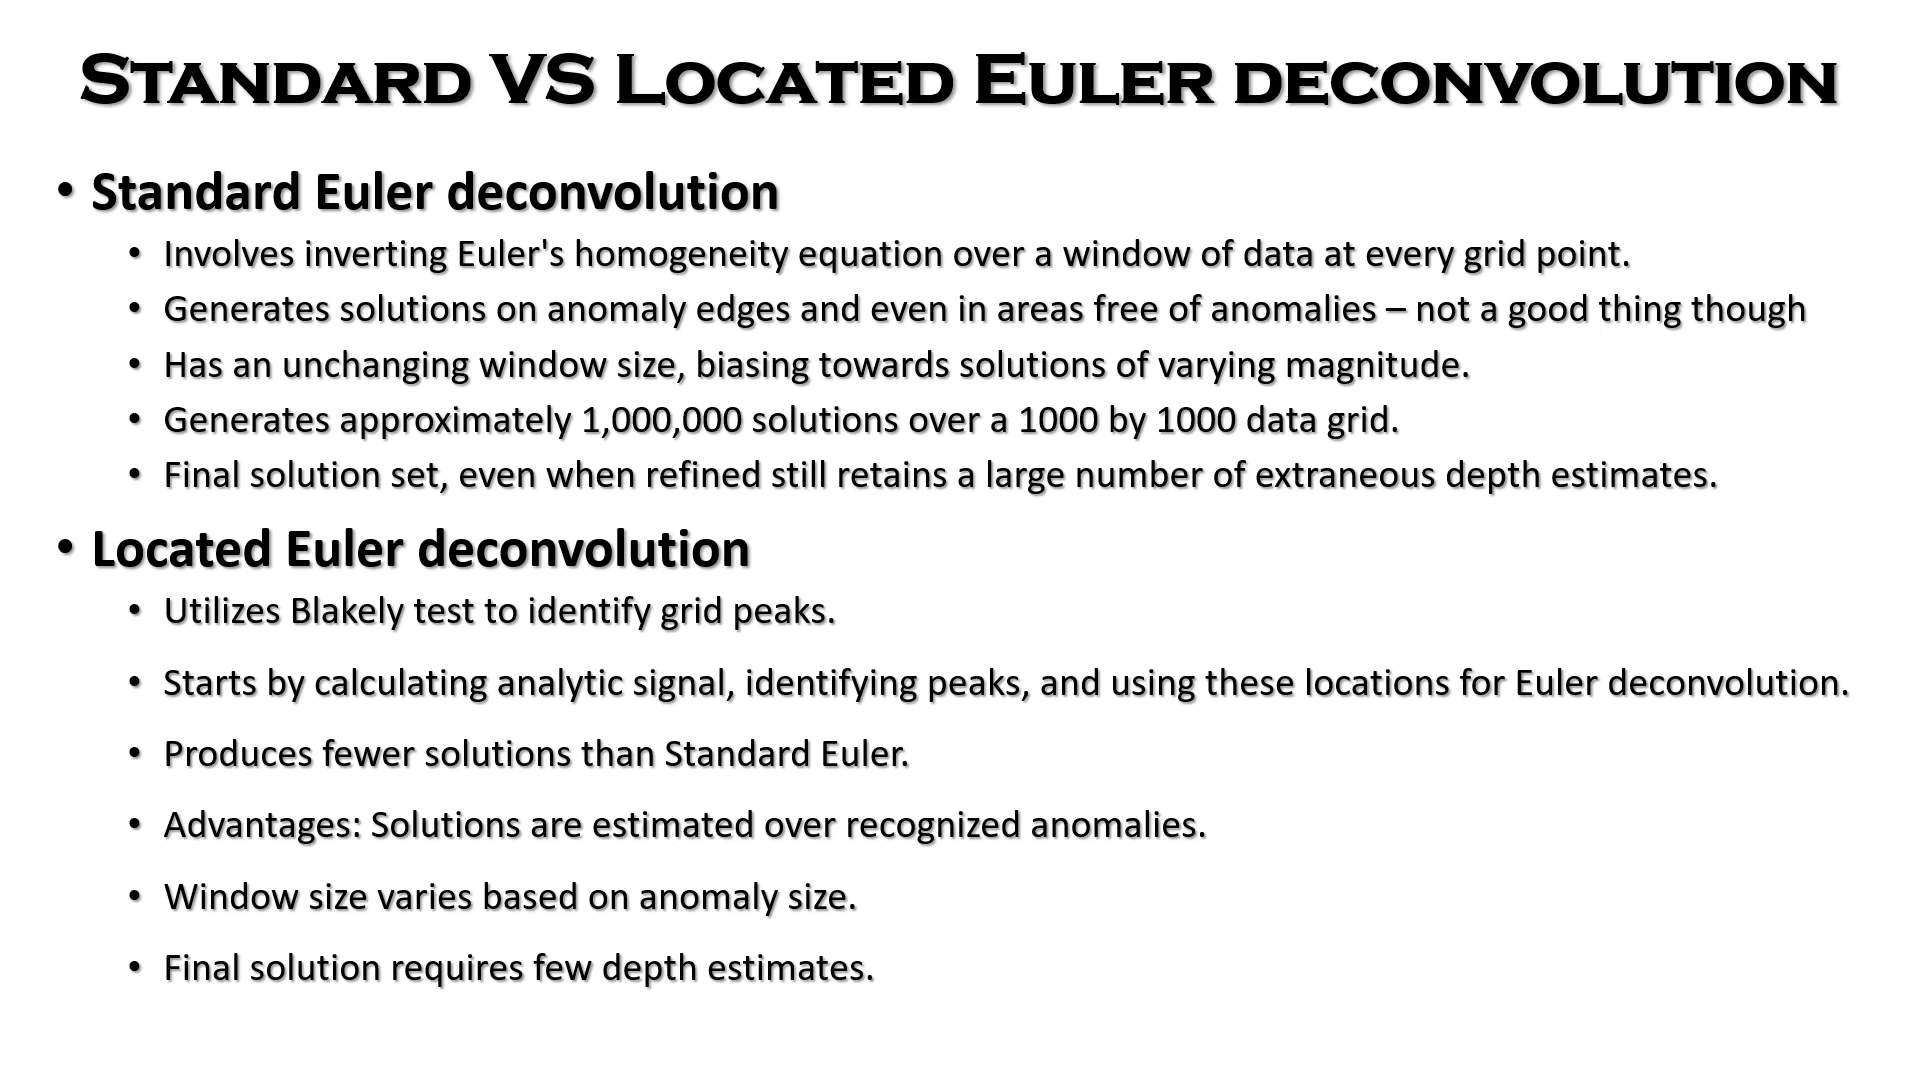 Standard VS Located Euler deconvolution
• Standard Euler deconvolution
• Involves inverting Euler's homogeneity equation over a window of data at every grid point.
• Generates solutions on anomaly edges and even in areas free of anomalies – not a good thing though
• Has an unchanging window size, biasing towards solutions of varying magnitude.
• Generates approximately 1,000,000 solutions over a 1000 by 1000 data grid.
• Final solution set, even when refined still retains a large number of extraneous depth estimates.
• Located Euler deconvolution
• Utilizes Blakely test to identify grid peaks.
• Starts by calculating analytic signal, identifying peaks, and using these locations for Euler deconvolution.
• Produces fewer solutions than Standard Euler.
• Advantages: Solutions are estimated over recognized anomalies.
• Window size varies based on anomaly size.
• Final solution requires few depth estimates.